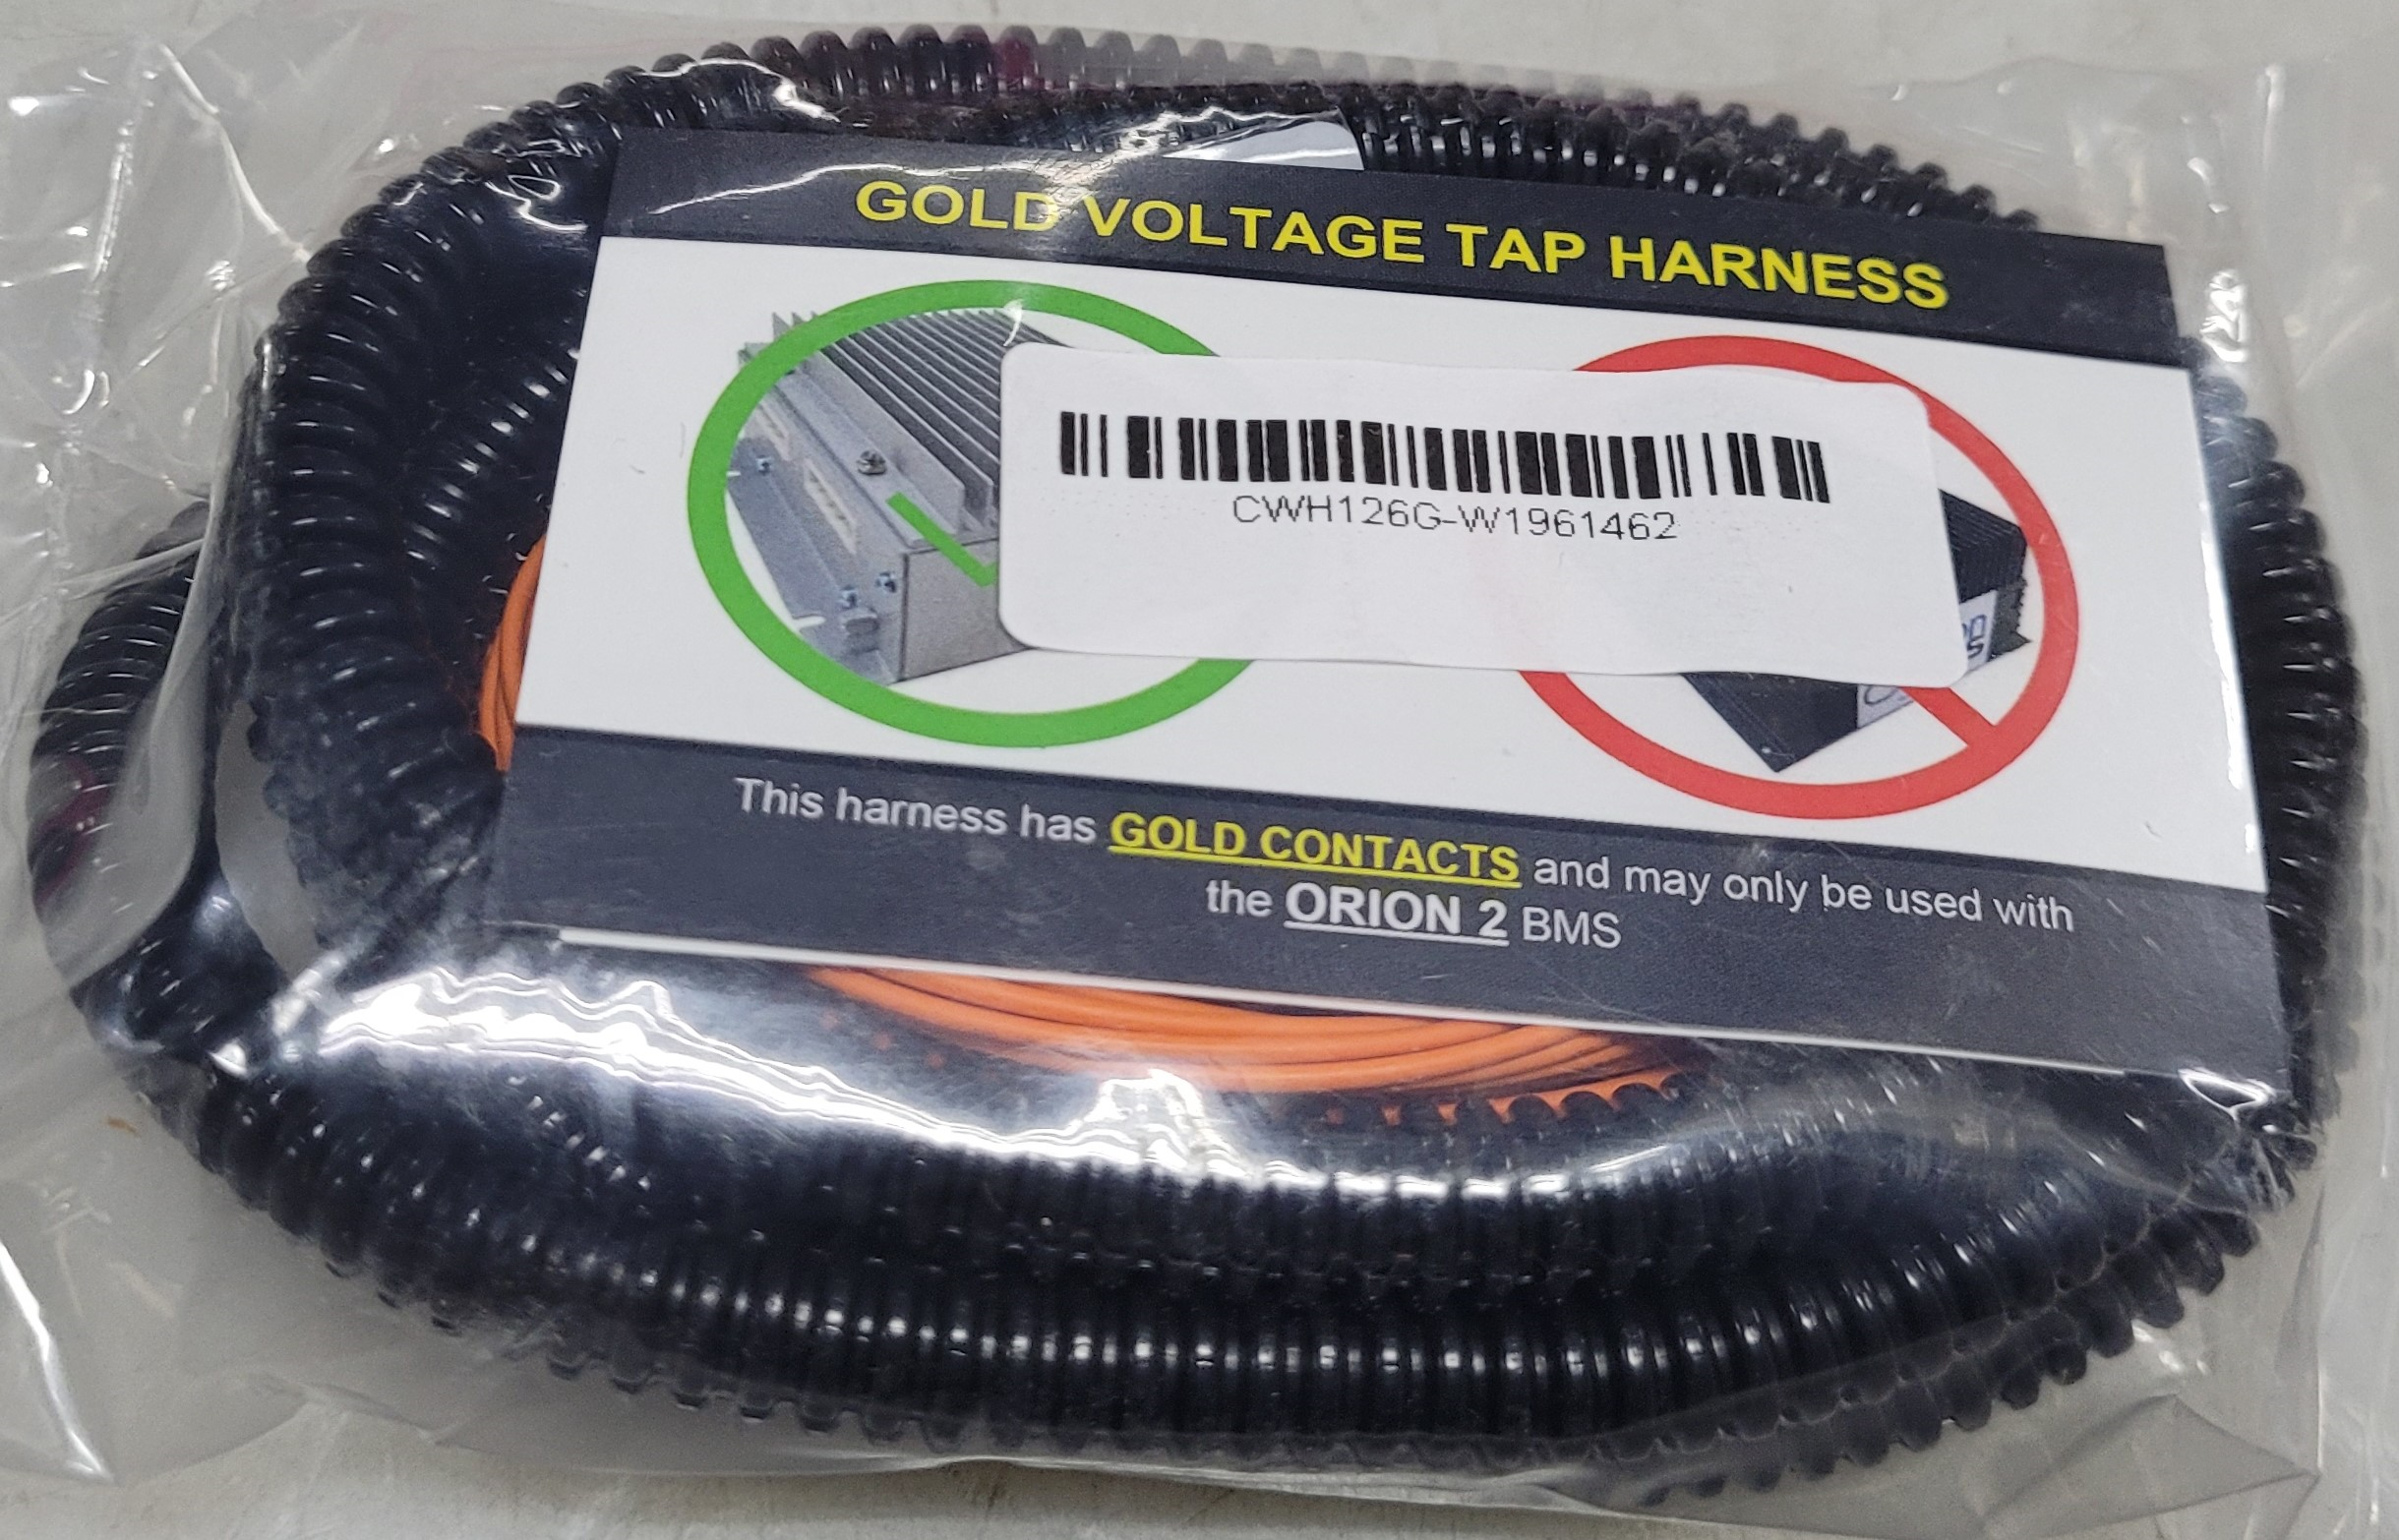 GOLD VOLTAGE TAP HARNESS
CWH126G-W1961462
This harness has GOLD CONTACTS and may only be used with
the ORION 2 BMS